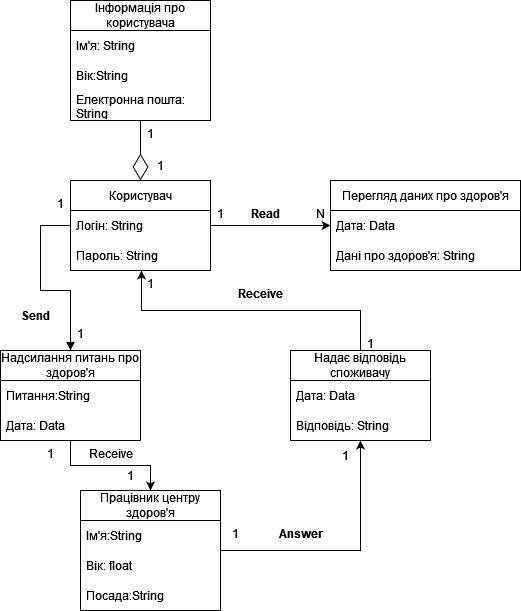 Інформація про
користувача
Ім'я: String
Вік:String
Електронна пошта:
String
1
1
Користувач
Логін: String
Пароль: String
1
1
Read
N
Перегляд даних про здоров'я
Дата: Data
Дані про здоров'я: String
1
Receive
Send
1
1
Надсилання питань про
здоров'я
Питання:String
Дата: Data
Надає відповідь
споживачу
Дата: Data
Відповідь: String
1
Receive
1
1
Працівник центру
здоров'я
Ім'я:String
Вік: float
Посада:String
1
Answer